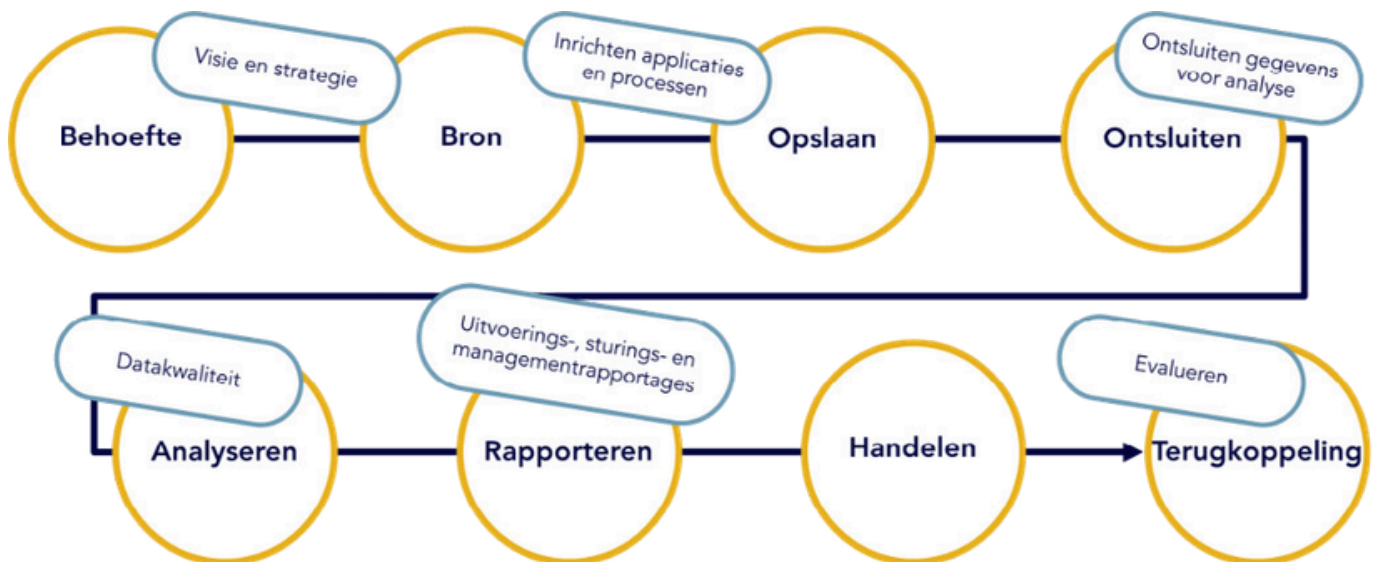 Visie en strategie
Behoefte
Inrichten applicaties
en processen
Bron
Opslaan
Ontsluiten gegevens
voor analyse
Ontsluiten
Datakwaliteit
Analyseren
Uitvoerings-, sturings- en
managementrapportages
Rapporteren
Handelen
Evalueren
Terugkoppeling